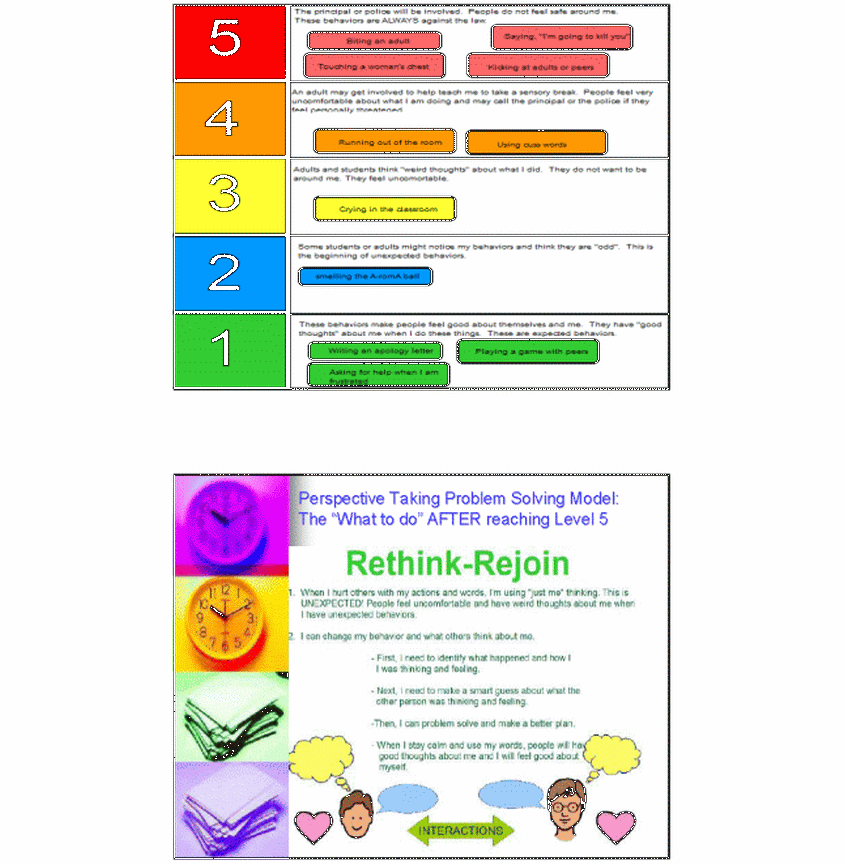 5
The principal or police will be involved. People do not feel safe around me.
These behaviors are ALWAYS against the law.
Biting an adult
Saying, "I'm going to kill you"
Touching a woman's chest
Kicking at adults or peers
4
An adult may get involved to help teach me to take a sensory break. People feel very
uncomfortable about what I am doing and may call the principal or the police if they
feel personally threatened
Running out of the room
Using cuss words
3
Adults and students think "weird thoughts" about what I did. They do not want to be
around me. They feel uncomortable.
Crying in the classroom
2
Some students or adults might notice my behaviors and think they are "odd". This is
the beginning of unexpected behaviors.
smelling the A-romA ball
1
These behaviors make people feel good about themselves and me. They have "good
thoughts" about me when I do these things. These are expected behaviors.
Writing an apology letter
Playing a game with peers
Asking for help when I am
frustrated
Perspective Taking Problem Solving Model:
The "What to do" AFTER reaching Level 5
Rethink-Rejoin
1. When I hurt others with my actions and words, I'm using "just me" thinking. This is
UNEXPECTED! People feel uncomfortable and have weird thoughts about me when
I have unexpected behaviors.
2. I can change my behavior and what others think about me.
- First, I need to identify what happened and how I
I was thinking and feeling.
- Next, I need to make a smart guess about what the
other person was thinking and feeling.
-Then, I can problem solve and make a better plan.
- When I stay calm and use my words, people will hav
good thoughts about me and I will feel good about
myself.
INTERACTIONS